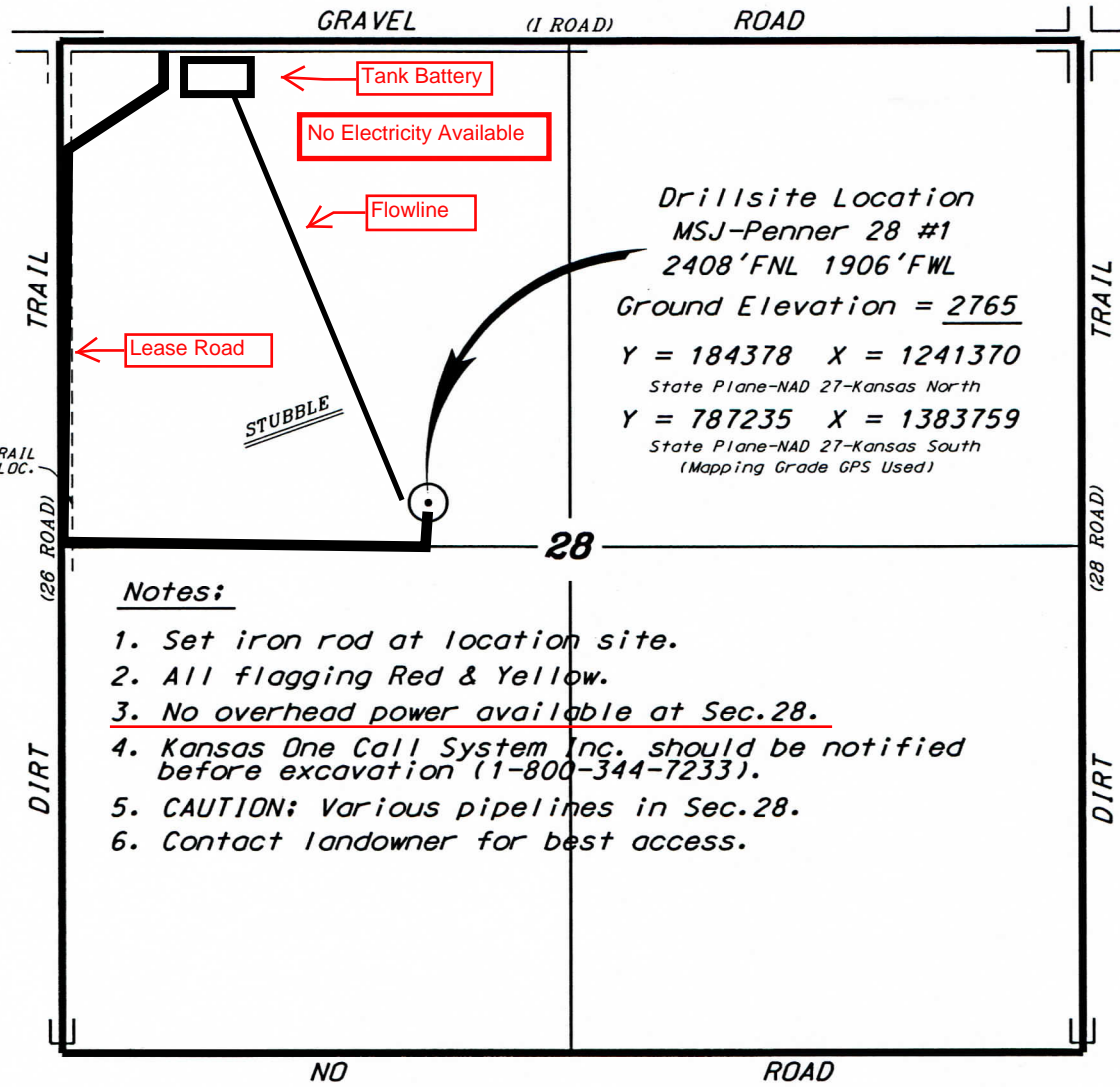 GRAVEL (I ROAD) ROAD
Tank Battery
No Electricity Available
Flowline
Drillsite Location
MSJ-Penner 28 #1
2408'FNL 1906'FWL
Ground Elevation = 2765
Y = 184378 X = 1241370
State Plane-NAD 27-Kansas North
Y = 787235 X = 1383759
State Plane-NAD 27-Kansas South
(Mapping Grade GPS Used)
TRAIL
TRAIL
Lease Road
STUBBLE
TRAIL
LOC.
(26 ROAD)
(28 ROAD)
28
Notes:
1. Set iron rod at location site.
2. All flagging Red & Yellow.
3. No overhead power available at Sec.28.
4. Kansas One Call System Inc. should be notified
before excavation (1-800-344-7233).
5. CAUTION: Various pipelines in Sec.28.
6. Contact landowner for best access.
DIRT
DIRT
NO ROAD